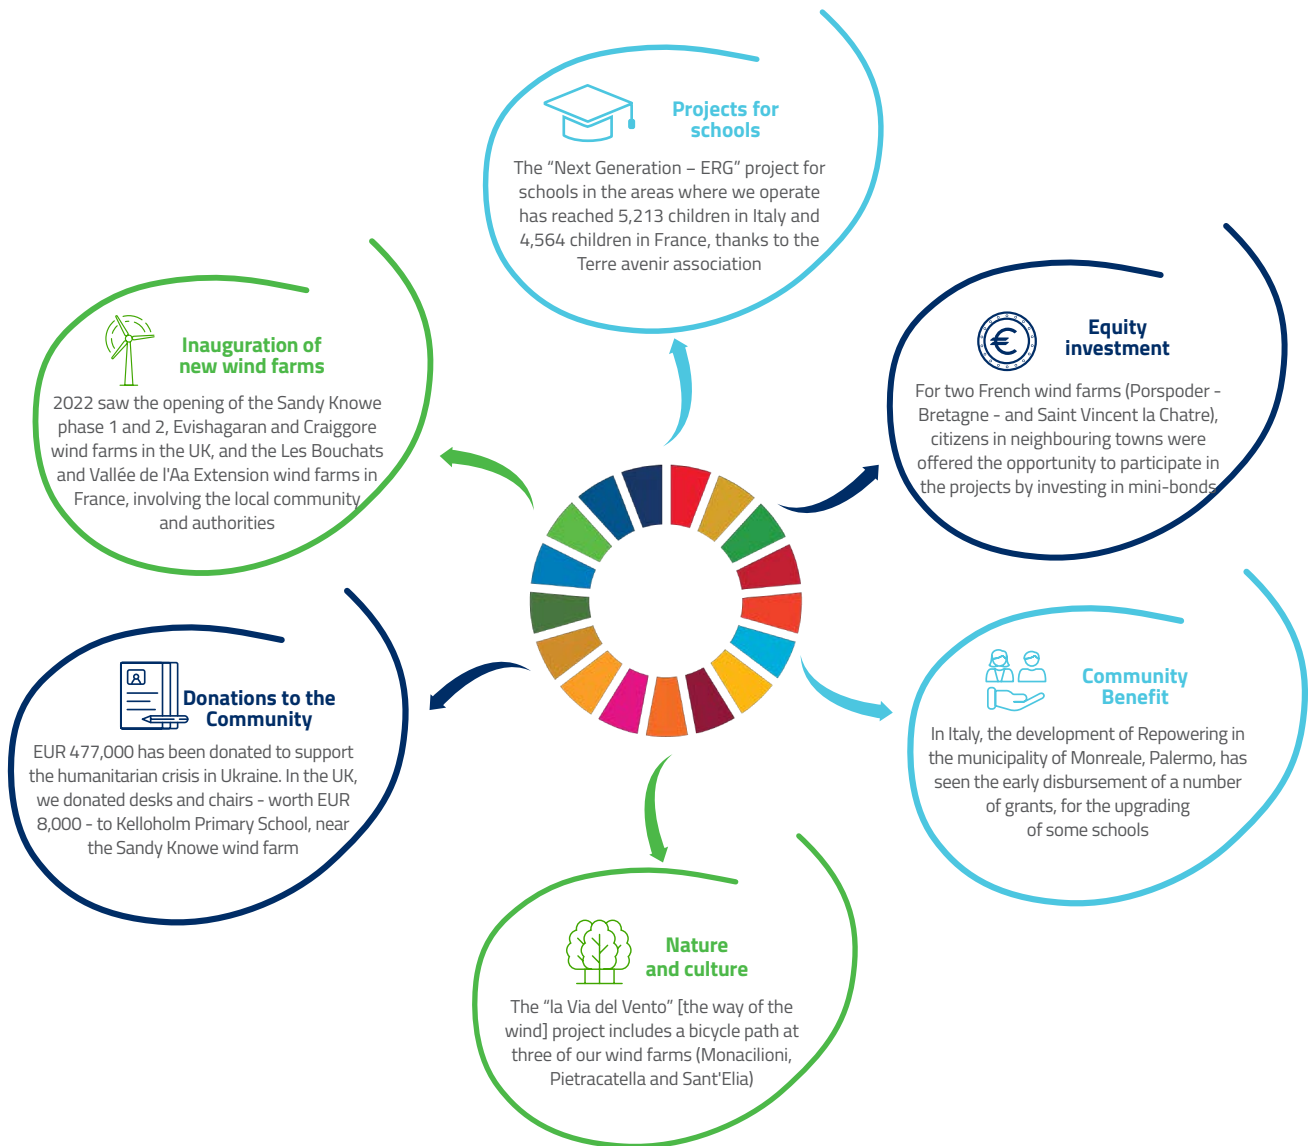 Projects for
schools
The “Next Generation – ERG” project for
schools in the areas where we operate
has reached 5,213 children in Italy and
4,564 children in France, thanks to the
Terre avenir association
Equity
investment
For two French wind farms (Porspoder -
Bretagne - and Saint Vincent la Chatre),
citizens in neighbouring towns were
offered the opportunity to participate in
the projects by investing in mini-bonds
Community
Benefit
In Italy, the development of Repowering in
the municipality of Monreale, Palermo, has
seen the early disbursement of a number
of grants, for the upgrading
of some schools
Nature
and culture
The “la Via del Vento” [the way of the
wind] project includes a bicycle path at
three of our wind farms (Monacilioni,
Pietracatella and Sant'Elia)
Donations to the
Community
EUR 477,000 has been donated to support
the humanitarian crisis in Ukraine. In the UK,
we donated desks and chairs - worth EUR
8,000 - to Kelloholm Primary School, near
the Sandy Knowe wind farm
Inauguration of
new wind farms
2022 saw the opening of the Sandy Knowe
phase 1 and 2, Evishagaran and Craiggore
wind farms in the UK, and the Les Bouchats
and Vallée de l'Aa Extension wind farms in
France, involving the local community
and authorities